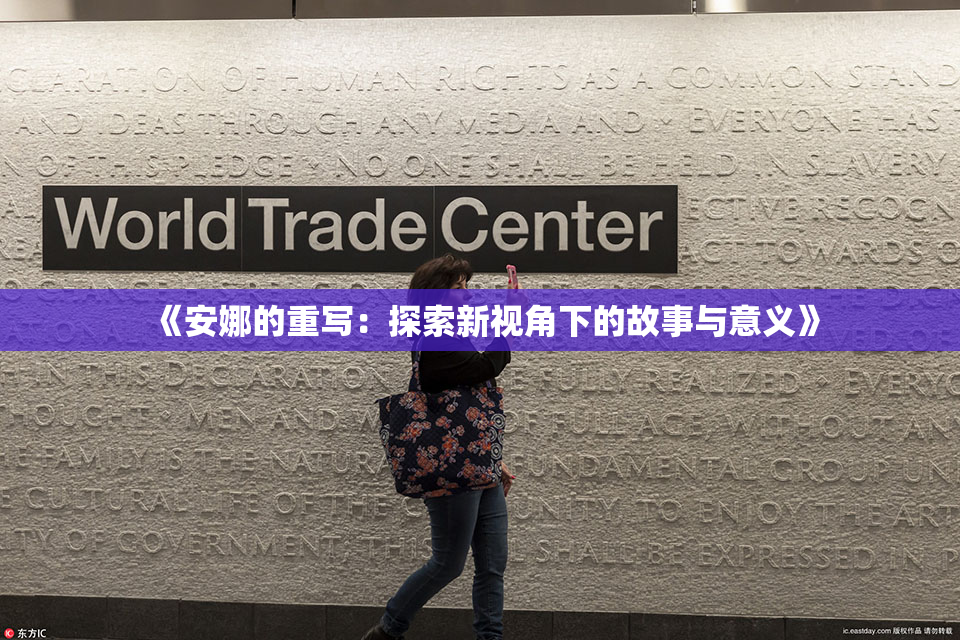 CLARATION OF HUMAN RIGHTS AS A COMMON STAND
AND IDEAS THROUGH ANY MEDIA AND EVERYONE HAS
OF THIS PLEDGE NO ONE SHALL BE HELD IN SLAVERY
World Trade Center
ECTIVE RECOGN
ACT TOWARDS O
《安娜的重写：探索新视角下的故事与意义》
IN THIS DECLARATION FULLY REALIZED EVERYO
THOUGHT MEN AND OF FULL AGE WITHO
E FAMILY IS THE NATURA FUNDAMENTAL GROUP
E CULTURAL LIFE OF THE UNITY, TO ENJOY THE ART
TY OF GOVERNMENT; THIS SHALL BE EXPRESSED IN P
东方IC
ic.eastday.com 版权作品 请勿转载